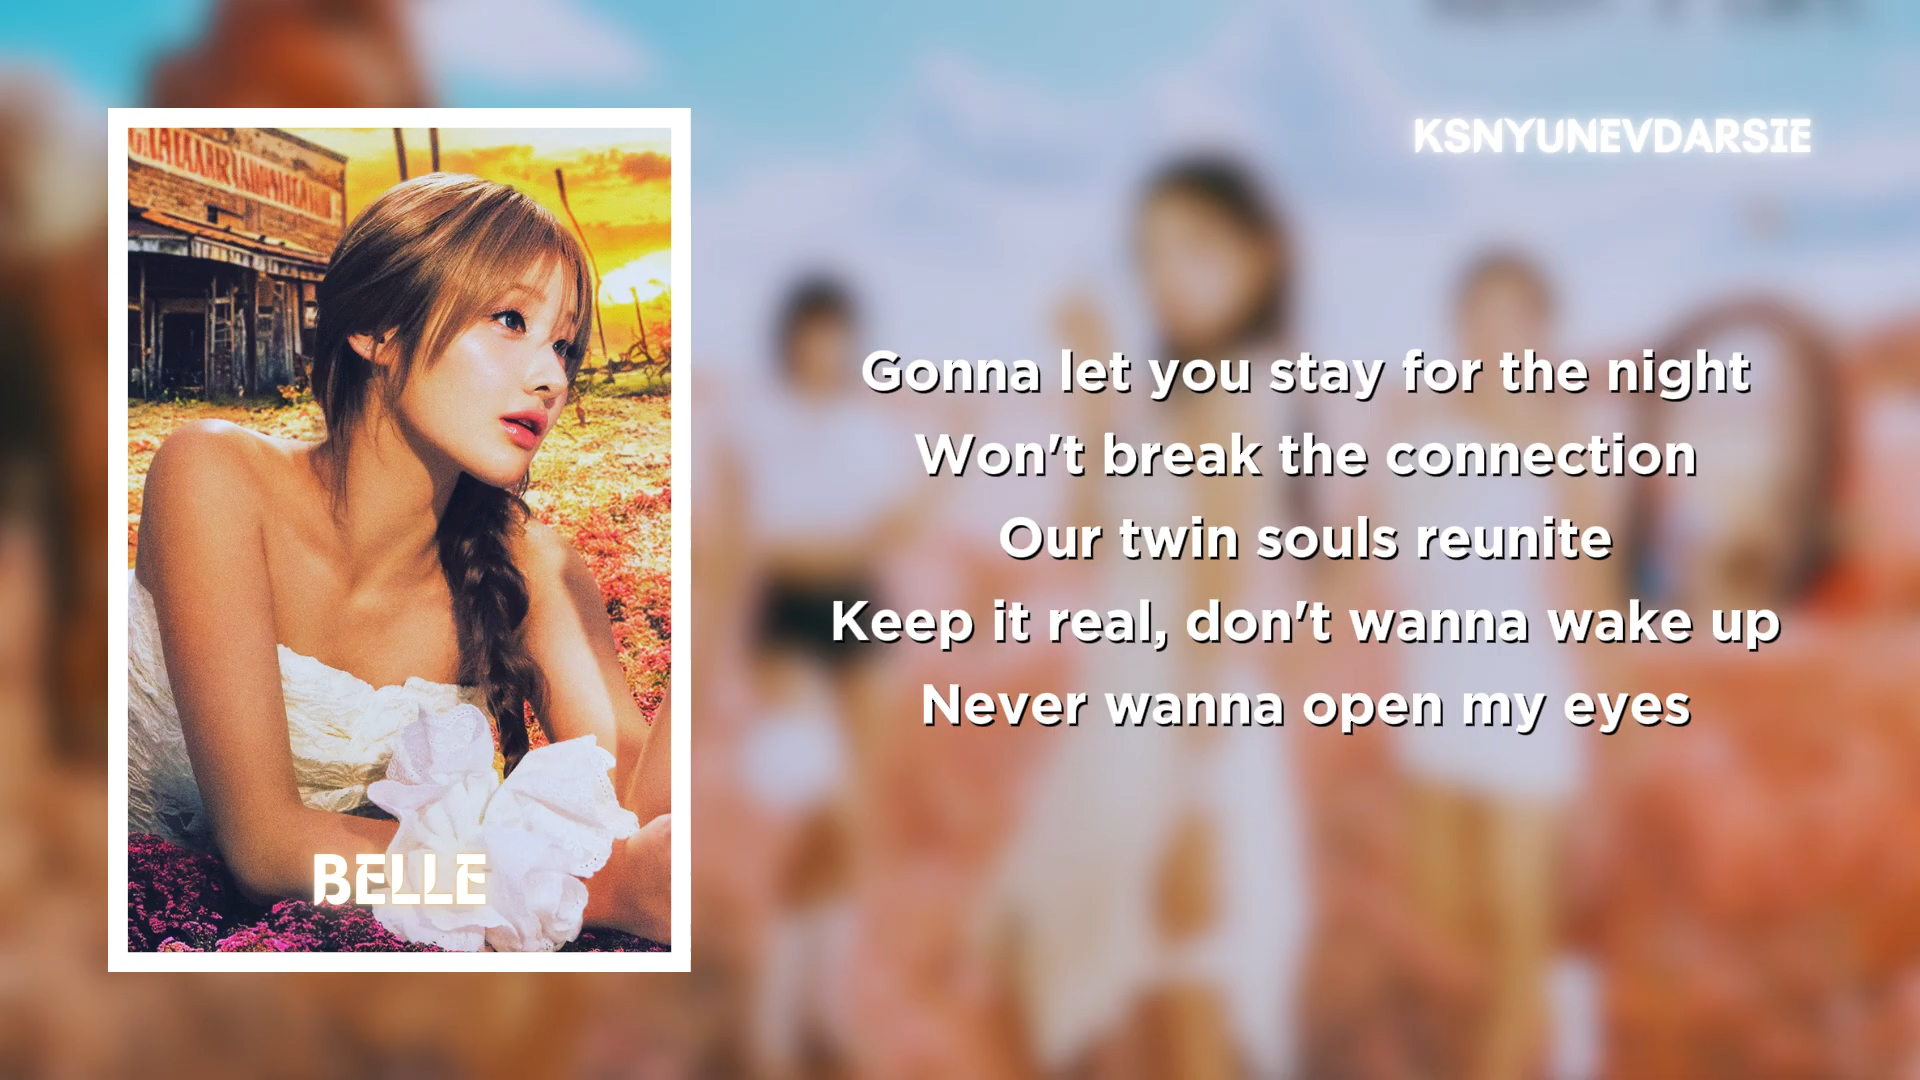 KSNYUNEVDARSIE
Gonna let you stay for the night
Won't break the connection
Our twin souls reunite
Keep it real, don't wanna wake up
Never wanna open my eyes
BELLE